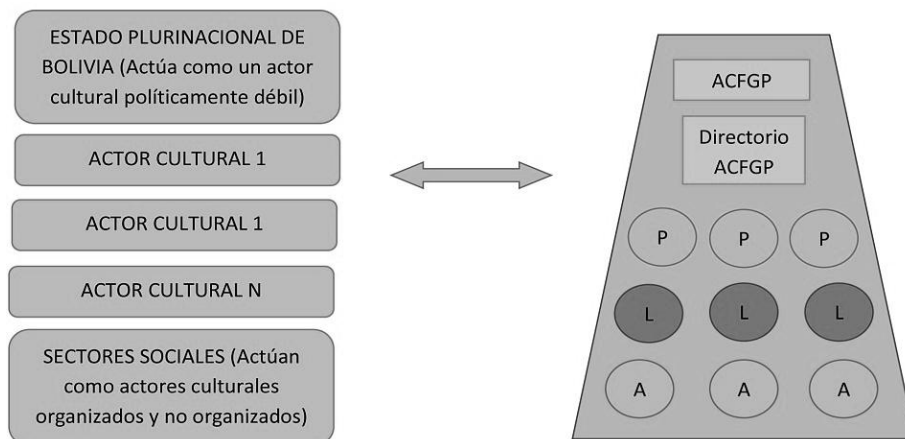 ESTADO PLURINACIONAL DE
BOLIVIA (Actúa como un actor
cultural políticamente débil)
ACTOR CULTURAL 1
ACTOR CULTURAL 1
ACTOR CULTURAL N
SECTORES SOCIALES (Actúan
como actores culturales
organizados y no organizados)
ACFGP
Directorio
ACFGP
P P P
L L L
A A A